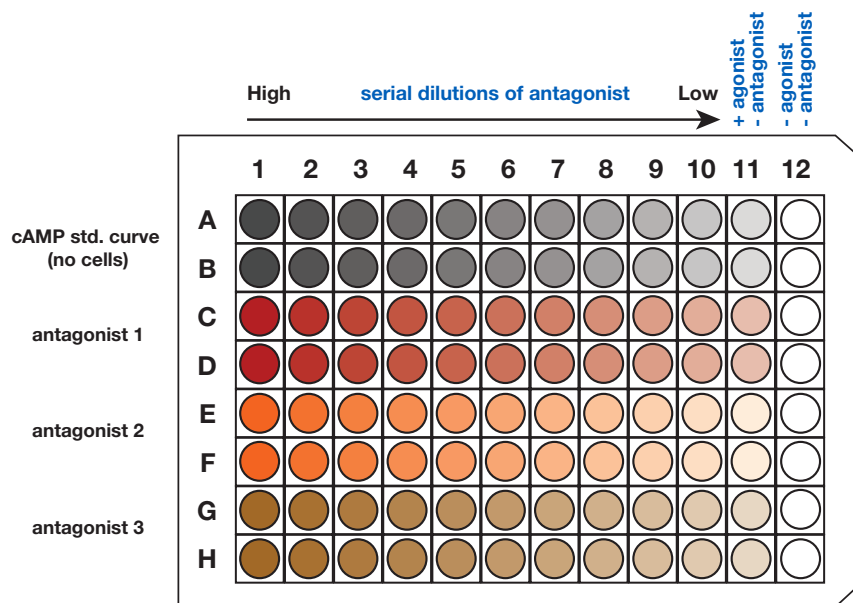 + agonist
- antagonist
- agonist
- antagonist
High serial dilutions of antagonist Low
1 2 3 4 5 6 7 8 9 10 11 12
cAMP std. curve
(no cells)
A
B
antagonist 1
C
D
antagonist 2
E
F
antagonist 3
G
H